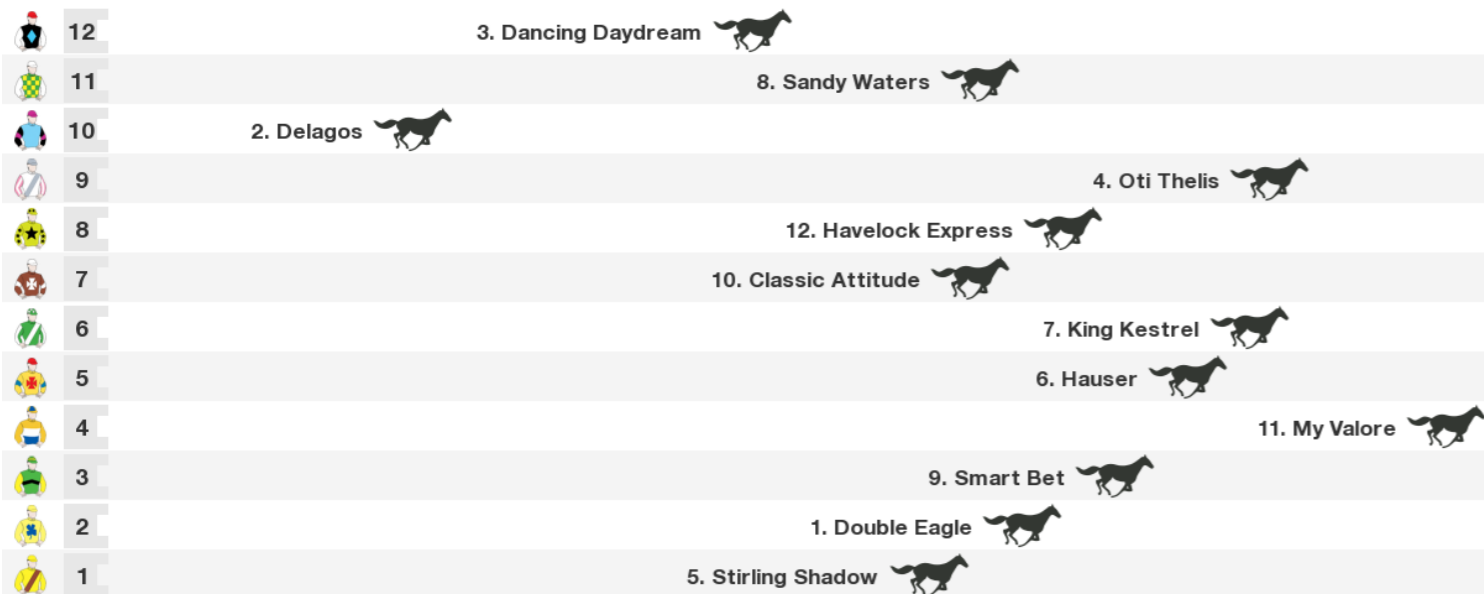 12 3. Dancing Daydream
11 8. Sandy Waters
10 2. Delagos
9 4. Oti Thelis
8 12. Havelock Express
7 10. Classic Attitude
6 7. King Kestrel
5 6. Hauser
4 11. My Valore
3 9. Smart Bet
2 1. Double Eagle
1 5. Stirling Shadow